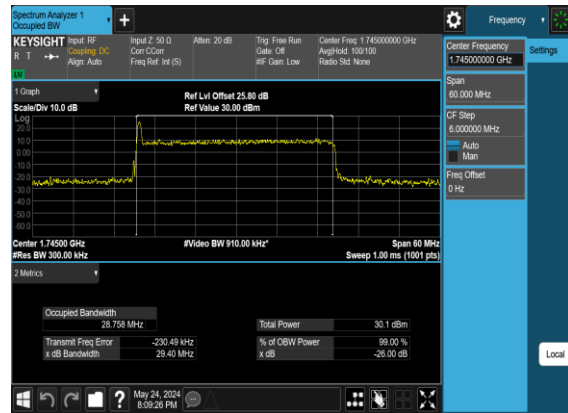 Spectrum Analyzer 1
Occupied BW
+
Frequency
KEYSIGHT
R T
LXI
Input: RF
Coupling: DC
Align: Auto
Input Z: 50 Ω
Corr CCorr
Freq Ref: Int (S)
Atten: 20 dB
Trig: Free Run
Gate: Off
#IF Gain: Low
Center Freq: 1.745000000 GHz
Avg|Hold: 100/100
Radio Std: None
Center Frequency
1.745000000 GHz
Settings
Span
60.000 MHz
CF Step
6.000000 MHz
Auto
Man
Freq Offset
0 Hz
Local
1 Graph
Scale/Div 10.0 dB
Ref Lvl Offset 25.80 dB
Ref Value 30.00 dBm
Log
20.0
10.0
0.00
-10.0
-20.0
-30.0
-40.0
-50.0
-60.0
Center 1.74500 GHz
#Res BW 300.00 kHz
#Video BW 910.00 kHz*
Span 60 MHz
Sweep 1.00 ms (1001 pts)
2 Metrics
Occupied Bandwidth
28.758 MHz
Total Power 30.1 dBm
Transmit Freq Error -230.49 kHz
% of OBW Power 99.00 %
x dB Bandwidth 29.40 MHz
x dB -26.00 dB
?
May 24, 2024
8:09:26 PM